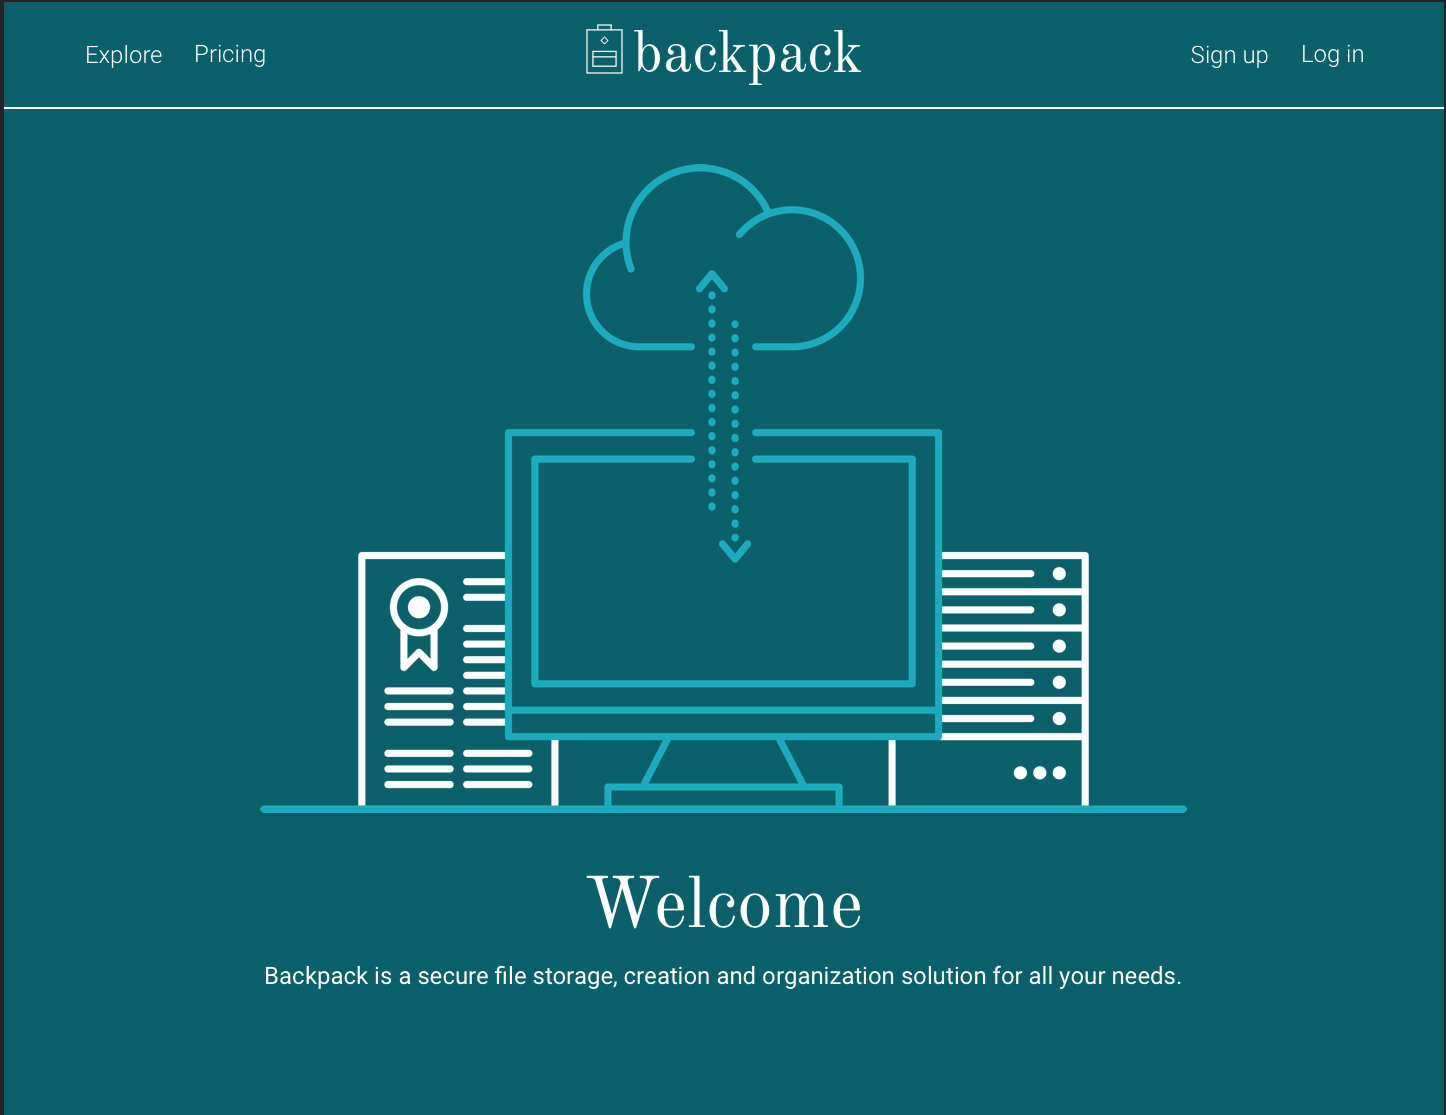 Explore Pricing backpack Sign up Log in
Welcome
Backpack is a secure file storage, creation and organization solution for all your needs.